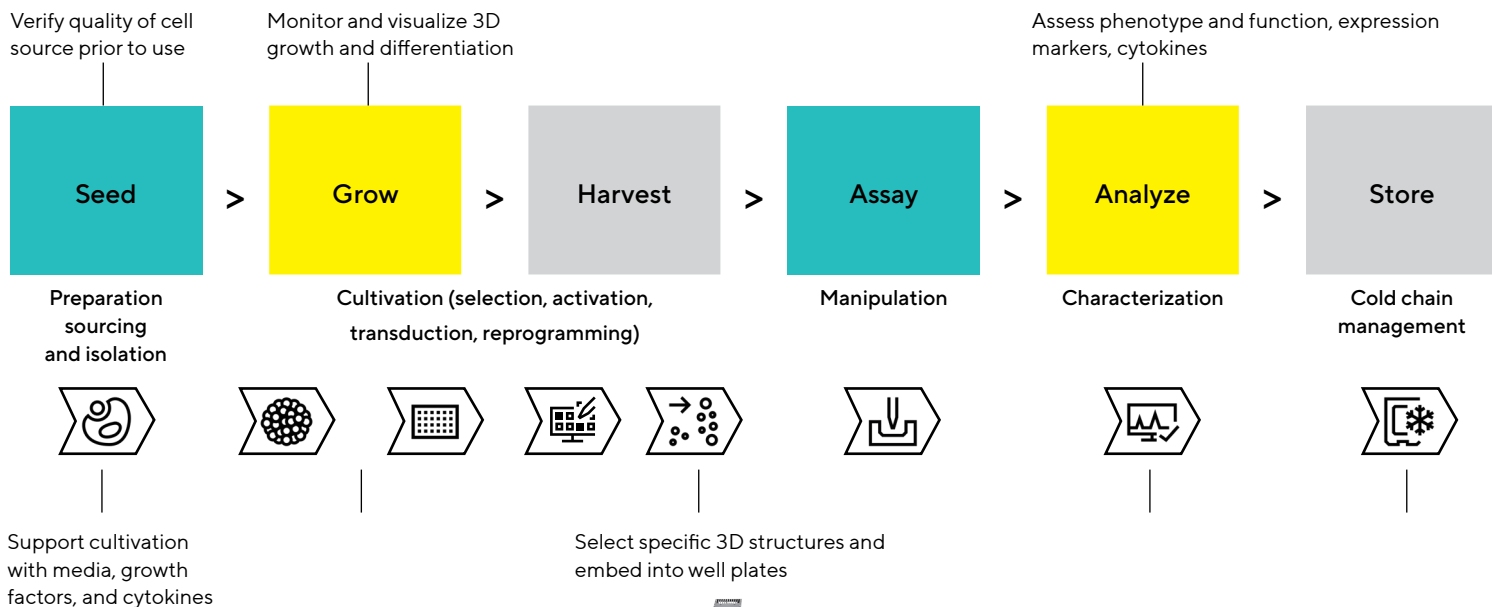 Verify quality of cell
source prior to use
Monitor and visualize 3D
growth and differentiation
Assess phenotype and function, expression
markers, cytokines
Seed
>
Grow
>
Harvest
>
Assay
>
Analyze
>
Store
Preparation
sourcing
and isolation
Cultivation (selection, activation,
transduction, reprogramming)
Manipulation
Characterization
Cold chain
management
Support cultivation
with media, growth
factors, and cytokines
Select specific 3D structures and
embed into well plates